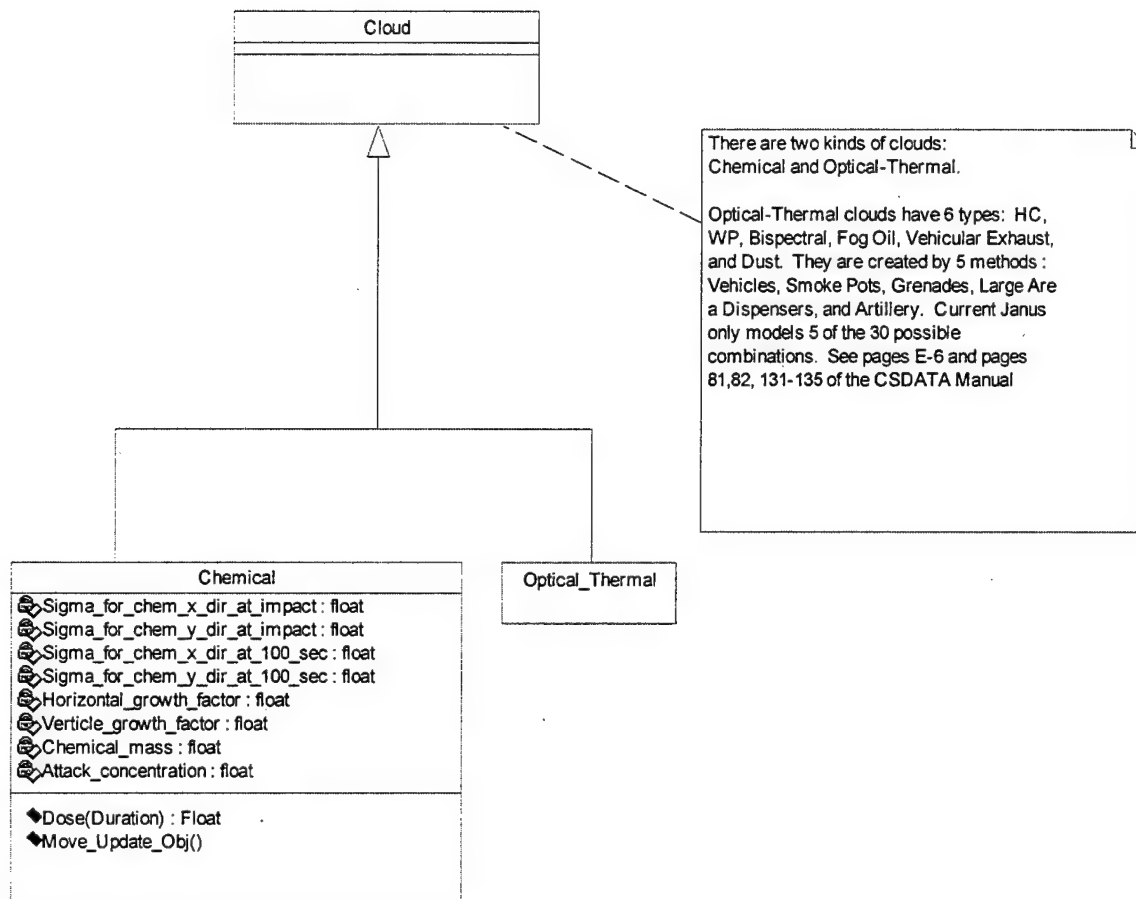 Cloud
There are two kinds of clouds:
Chemical and Optical-Thermal.
Optical-Thermal clouds have 6 types: HC,
WP, Bispectral, Fog Oil, Vehicular Exhaust,
and Dust. They are created by 5 methods :
Vehicles, Smoke Pots, Grenades, Large Are
a Dispensers, and Artillery. Current Janus
only models 5 of the 30 possible
combinations. See pages E-6 and pages
81,82, 131-135 of the CSDATA Manual
Chemical
Sigma_for_chem_x_dir_at_impact : float
Sigma_for_chem_y_dir_at_impact : float
Sigma_for_chem_x_dir_at_100_sec : float
Sigma_for_chem_y_dir_at_100_sec : float
Horizontal_growth_factor : float
Verticle_growth_factor : float
Chemical_mass : float
Attack_concentration : float
Dose(Duration) : Float
Move_Update_Obj()
Optical_Thermal